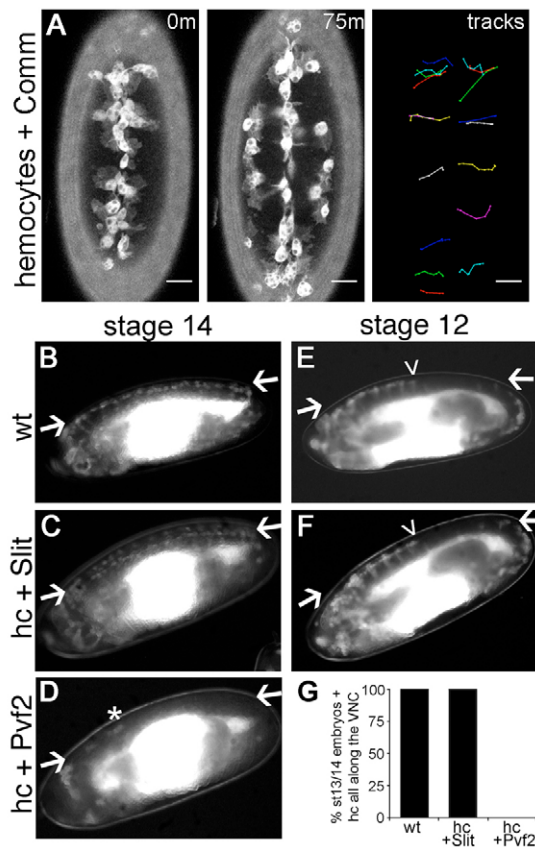 A
0m
75m
tracks
hemocytes + Comm
stage 14
stage 12
B
E
wt
v
C
F
hc + Slit
v
D
*
hc + Pvf2
G
% st13/14 embryos +
hc all along the VNC
100
75
50
25
0
wt
hc
+Slit
hc
+Pvf2